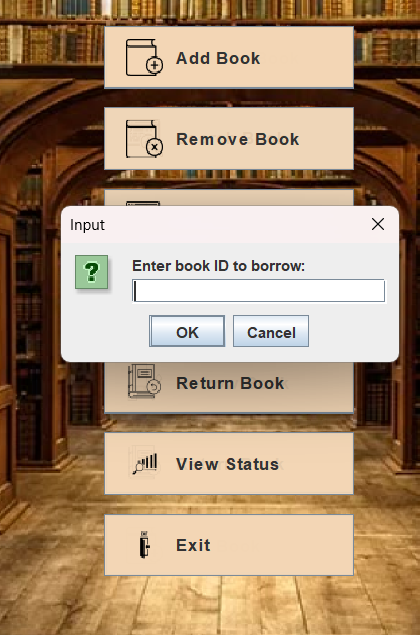 Add Book
Remove Book
Input
Enter book ID to borrow:
OK Cancel
Return Book
View Status
Exit